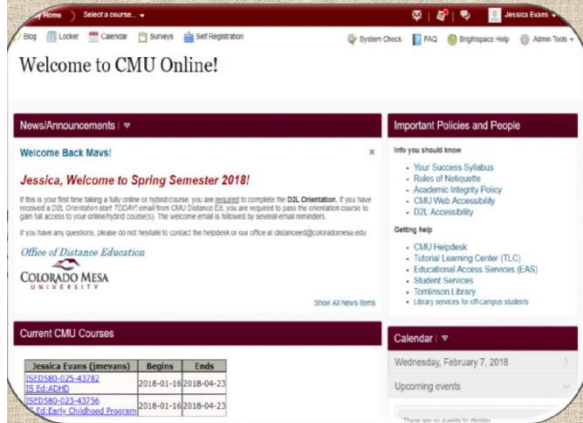 Home
Select a course...
Jessica Evans
Blog
Locker
Calendar
Surveys
Self Registration
System Check
FAQ
Brightspace Help
Admin Tools
Welcome to CMU Online!
News/Announcements
Welcome Back Mavs!
Jessica, Welcome to Spring Semester 2018!
If this is your first time taking a fully online or hybrid course, you are required to complete the D2L Orientation. If you have
received a D2L Orientation start TODAY! email from CMU Distance Ed, you are required to pass the orientation course to
gain full access to your online/hybrid course(s). The welcome email is followed by several email reminders.
If you have any questions, please do not hesitate to contact the helpdesk or our office at distanceed@coloradomesa.edu
Office of Distance Education
COLORADO MESA
UNIVERSITY
Show All News Items
Current CMU Courses
Jessica Evans (jmevans) Begins Ends
ISED580-025-43782
IS Ed:ADHD
2018-01-16 2018-04-23
ISED580-023-43756
IS Ed:Early Childhood Program
2018-01-16 2018-04-23
Important Policies and People
Info you should know
Your Success Syllabus
Rules of Netiquette
Academic Integrity Policy
CMU Web Accessibility
D2L Accessibility
Getting help
CMU Helpdesk
Tutorial Learning Center (TLC)
Educational Access Services (EAS)
Student Services
Tomlinson Library
Library services for off-campus students
Calendar
Wednesday, February 7, 2018
Upcoming events
There are no events to display.